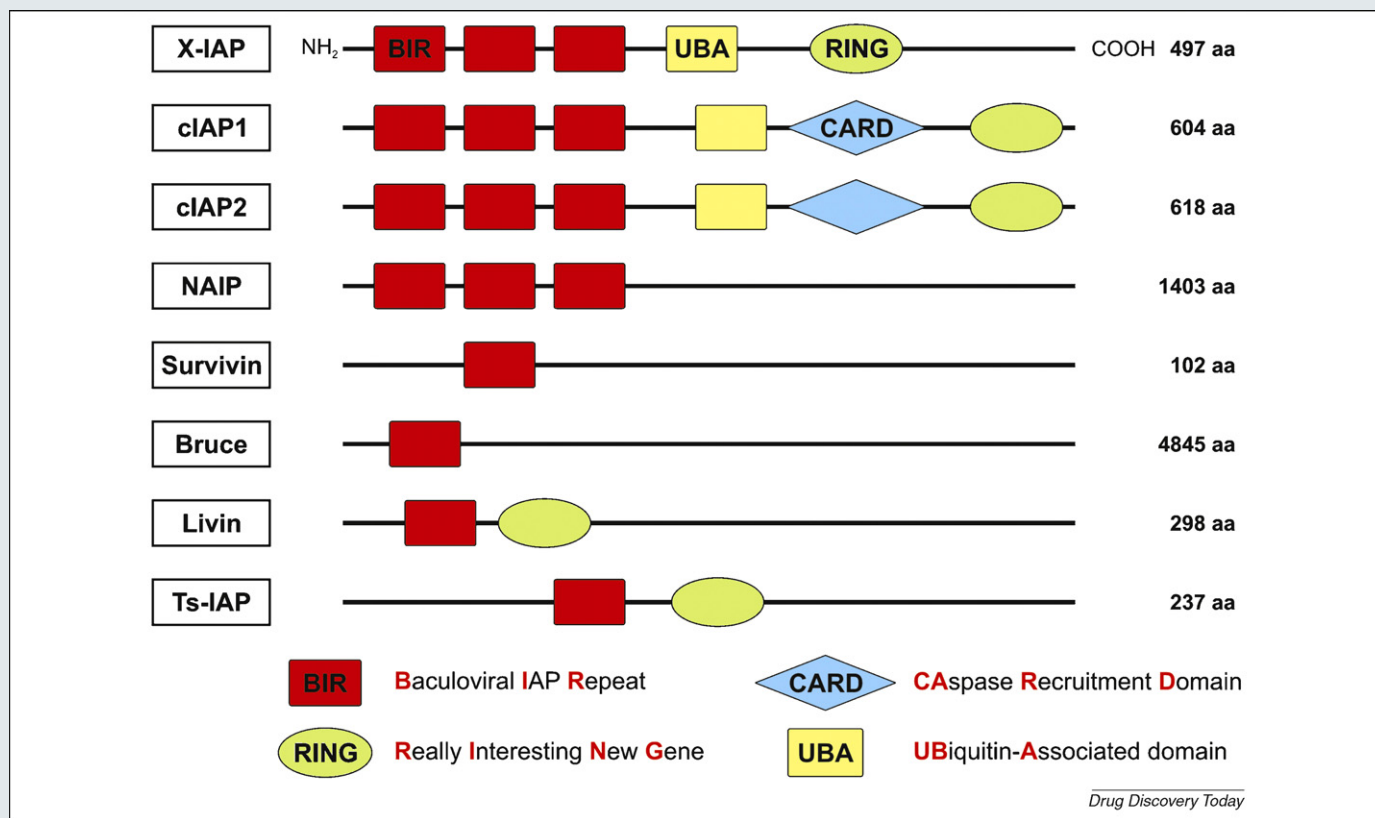 X-IAP NH2 BIR UBA RING COOH 497 aa
cIAP1 CARD 604 aa
cIAP2 618 aa
NAIP 1403 aa
Survivin 102 aa
Bruce 4845 aa
Livin 298 aa
Ts-IAP 237 aa
BIR Baculoviral IAP Repeat CARD CAspase Recruitment Domain
RING Really Interesting New Gene UBA UBiquitin-Associated domain
Drug Discovery Today